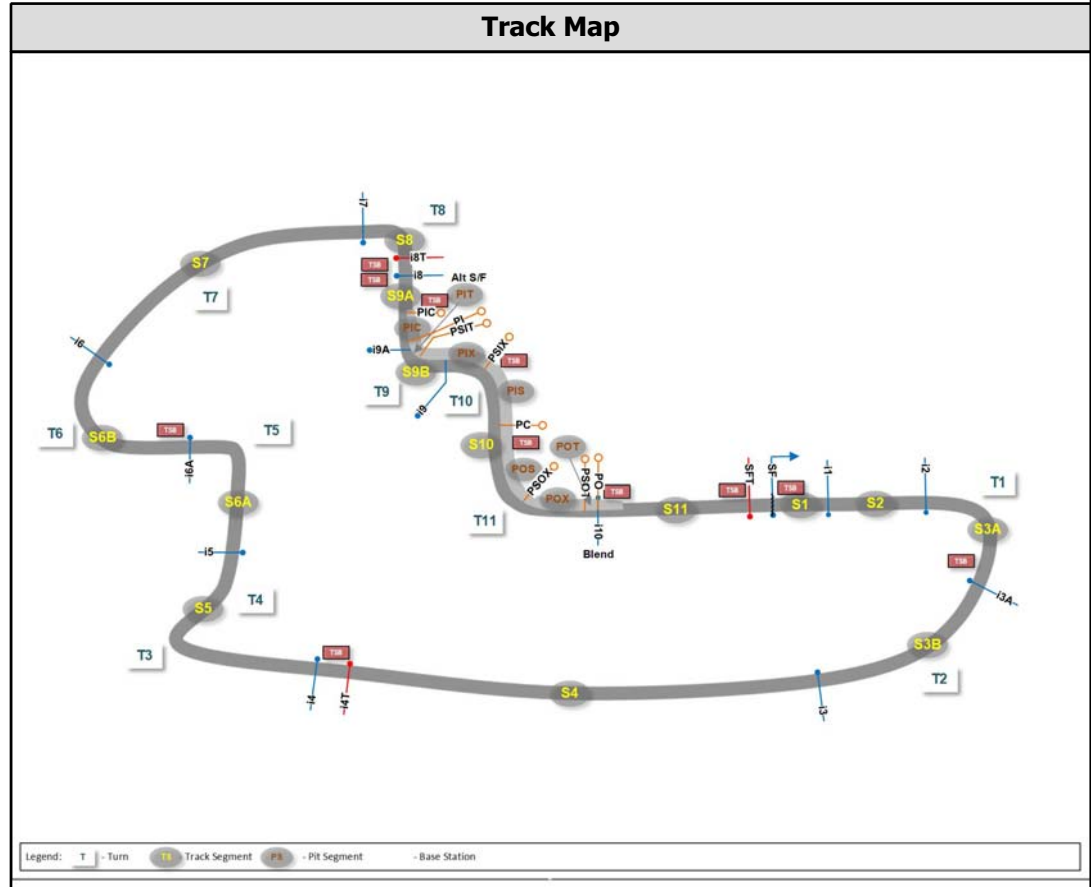 Track Map
i7
T8
S8
i8T
TSB
S7
TSB
i8
Alt S/F
S9A
TSB
PIT
T7
PIC
PI
PIC
PSIT
i6
i9A
PIX
PSIX
TSB
S9B
T9
T10
PIS
i9
T6
S6B
TSB
T5
PC
i6A
S10
TSB
POT
POS
PSOX
PSOT
PO
SFT
SF
i1
i2
T1
S6A
POX
TSB
TSB
TSB
S11
S1
S2
T11
S3A
i10
Blend
i5
TSB
i3A
T4
S5
S3B
T3
TSB
T2
i4
i4T
S4
i3
Legend: T - Turn TS Track Segment PS - Pit Segment - Base Station